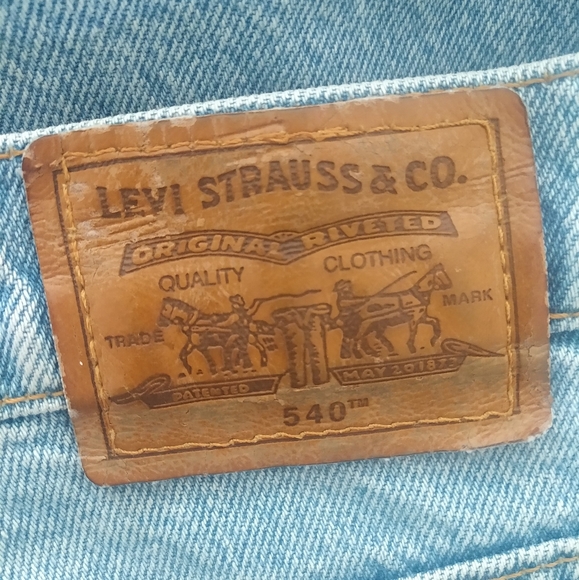 LEVI STRAUSS & CO.
ORIGINAL RIVETED
QUALITY CLOTHING
TRADE MARK
PATENTED MAY 20 1873
540™